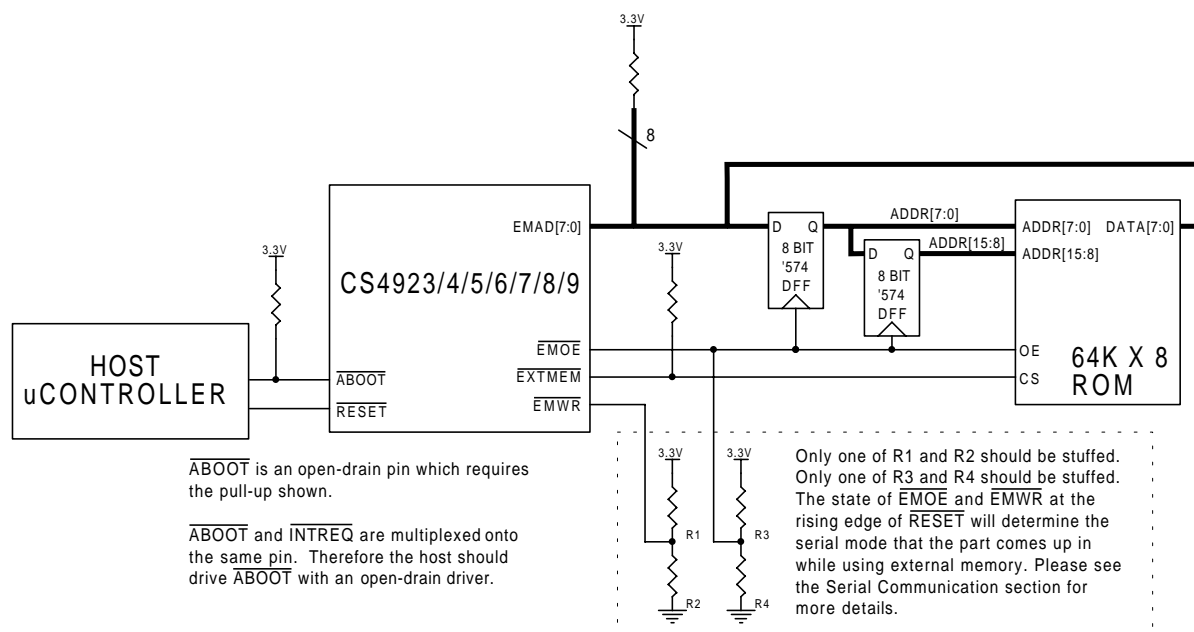 3.3V
8
3.3V
3.3V
EMAD[7:0]
CS4923/4/5/6/7/8/9
EMOE
EXTMEM
EMWR
ABOOT
RESET
HOST
uCONTROLLER
D Q
8 BIT
'574
DFF
ADDR[7:0]
D Q
8 BIT
'574
DFF
ADDR[15:8]
ADDR[7:0] DATA[7:0]
ADDR[15:8]
OE
CS
64K X 8
ROM
ABOOT is an open-drain pin which requires
the pull-up shown.
ABOOT and INTREQ are multiplexed onto
the same pin. Therefore the host should
drive ABOOT with an open-drain driver.
3.3V
R1
R2
3.3V
R3
R4
Only one of R1 and R2 should be stuffed.
Only one of R3 and R4 should be stuffed.
The state of EMOE and EMWR at the
rising edge of RESET will determine the
serial mode that the part comes up in
while using external memory. Please see
the Serial Communication section for
more details.